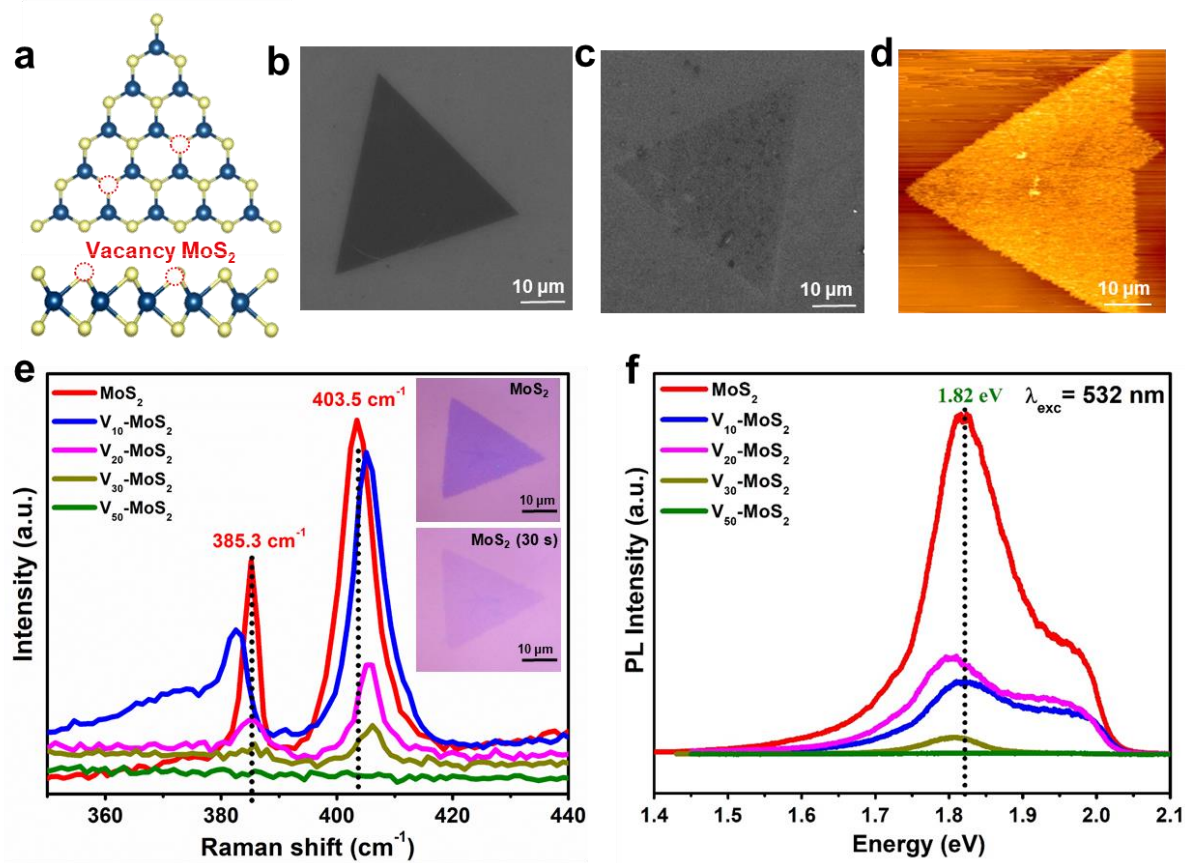 a
Vacancy MoS₂
b
10 µm
c
10 µm
d
10 µm
e
MoS₂
V₁₀-MoS₂
V₂₀-MoS₂
V₃₀-MoS₂
V₅₀-MoS₂
403.5 cm⁻¹
385.3 cm⁻¹
MoS₂
10 µm
MoS₂ (30 s)
10 µm
Intensity (a.u.)
360 380 400 420 440
Raman shift (cm⁻¹)
f
MoS₂
V₁₀-MoS₂
V₂₀-MoS₂
V₃₀-MoS₂
V₅₀-MoS₂
1.82 eV
λexc = 532 nm
PL Intensity (a.u.)
1.4 1.5 1.6 1.7 1.8 1.9 2.0 2.1
Energy (eV)